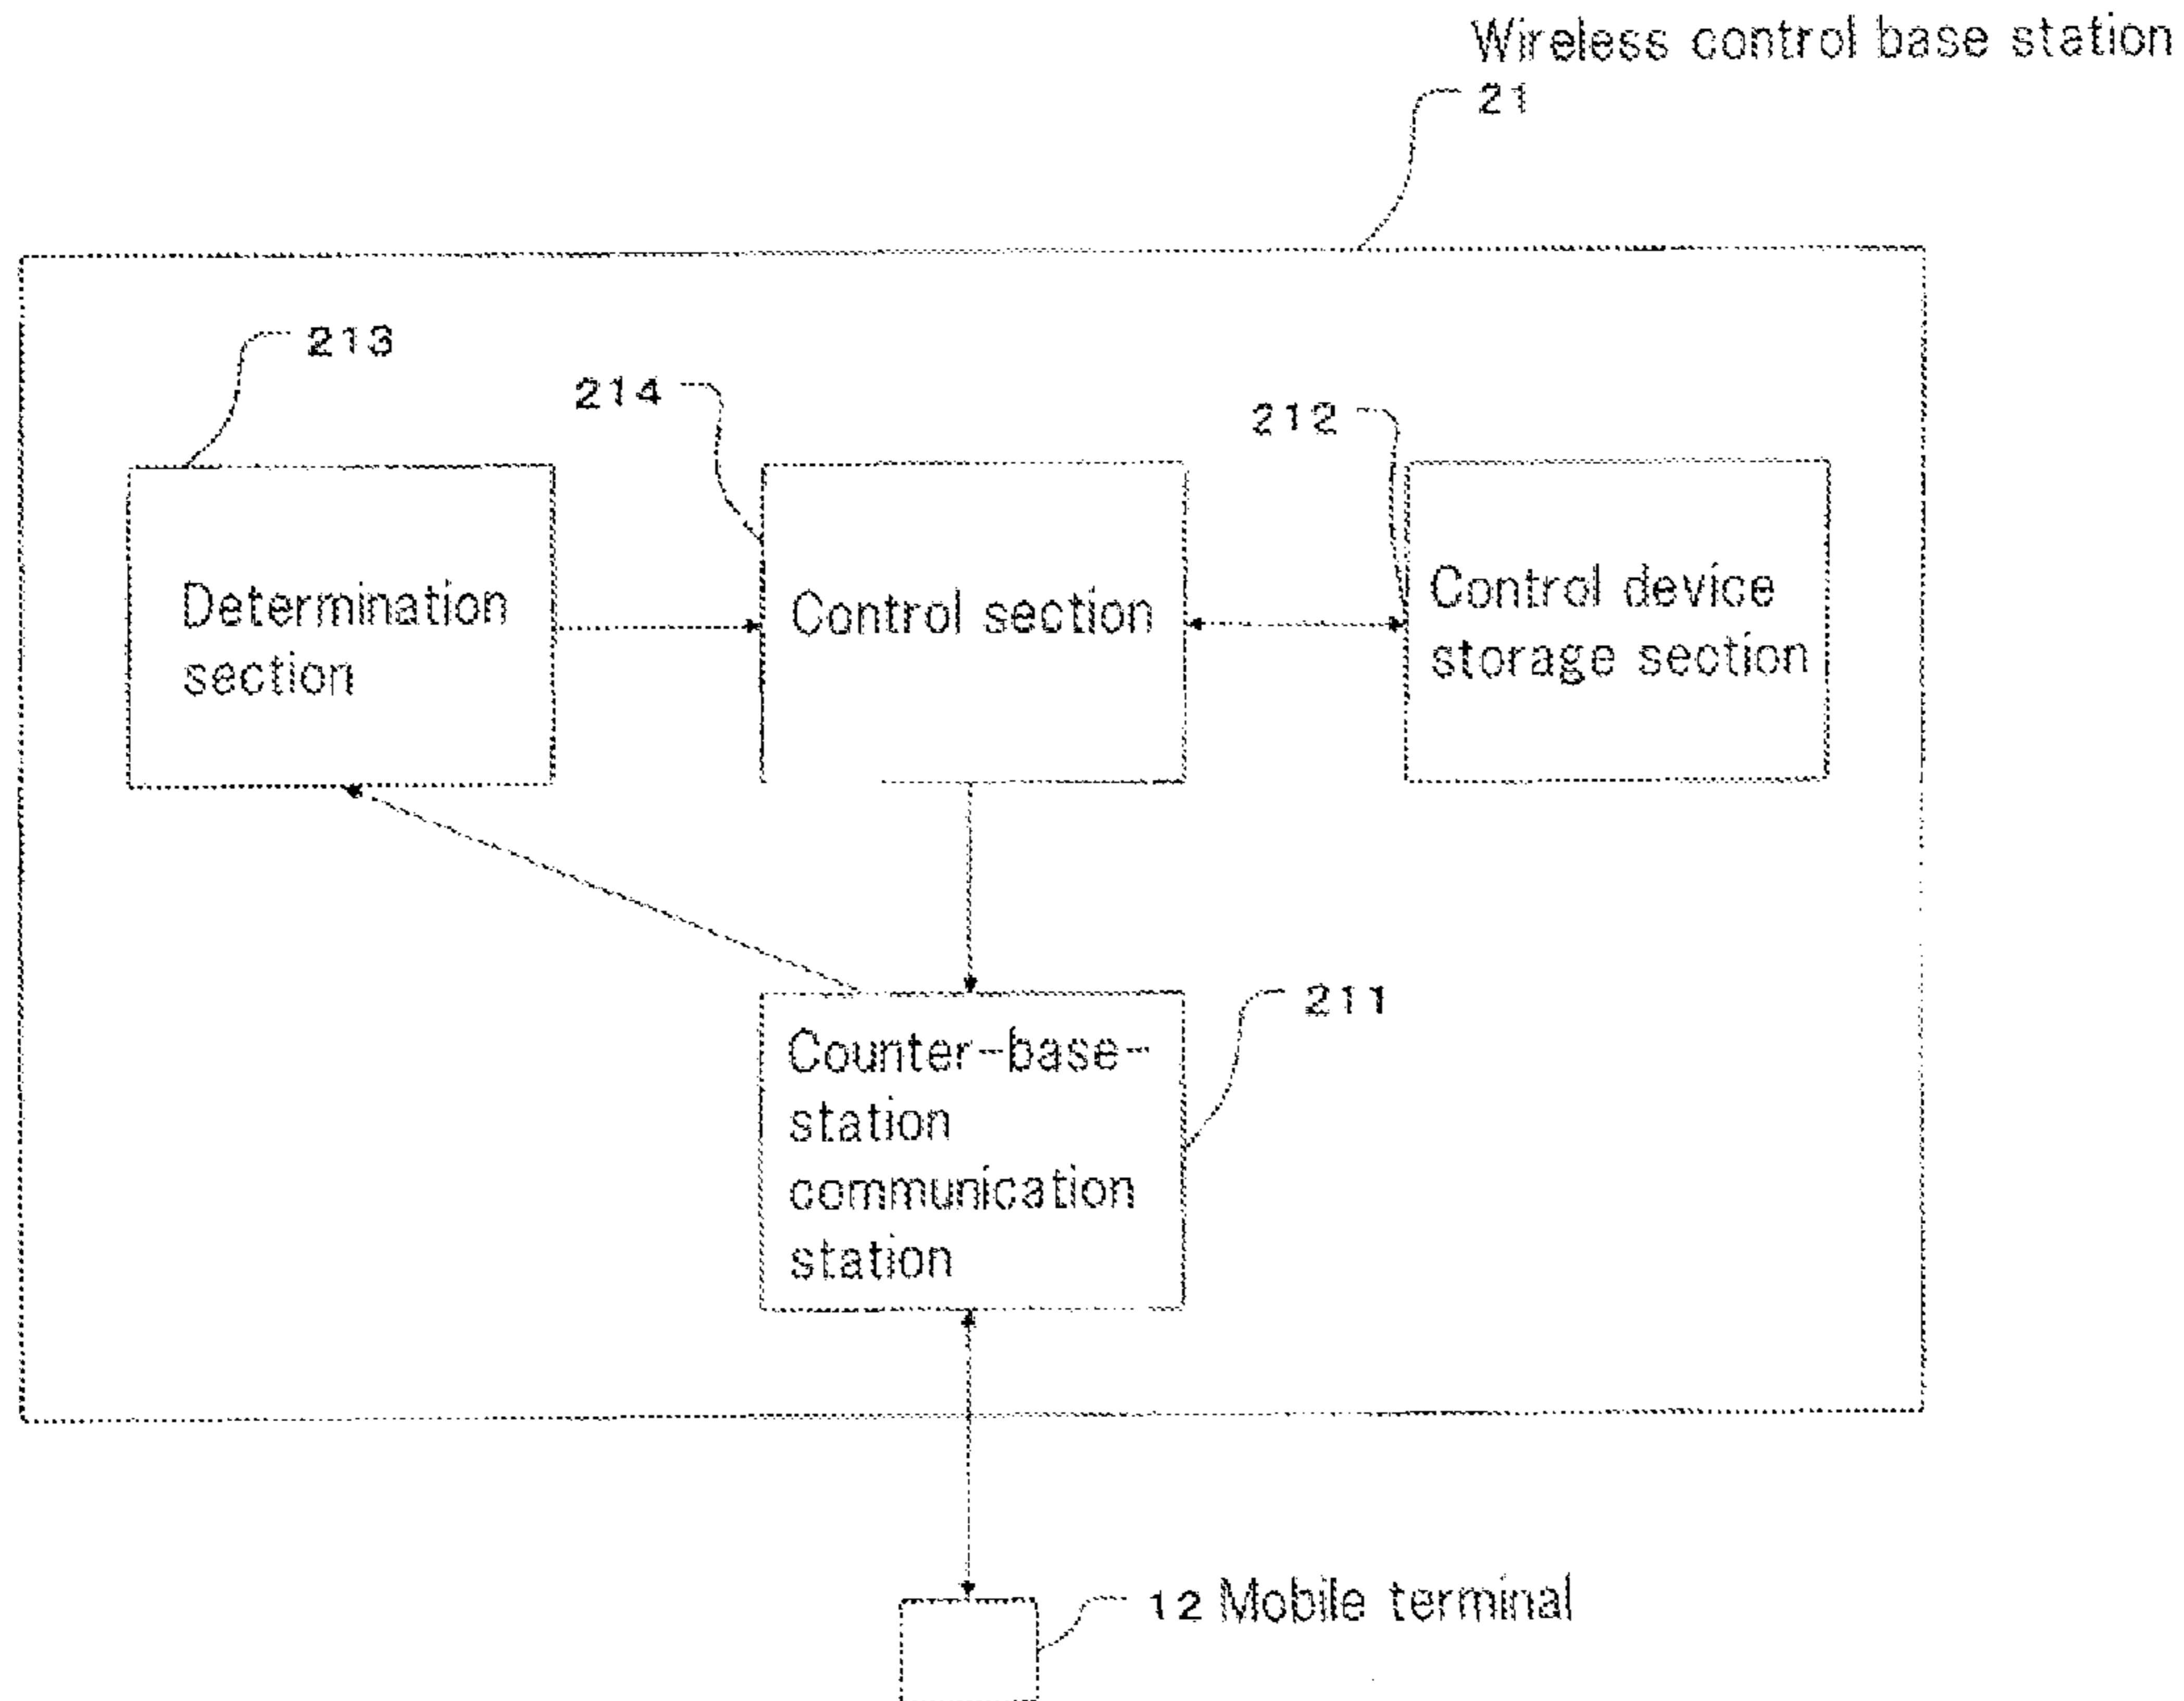 Wireless control base station
21
213
214
212
Determination
section
Control section
Control device
storage section
211
Counter-base-
station
communication
station
12 Mobile terminal